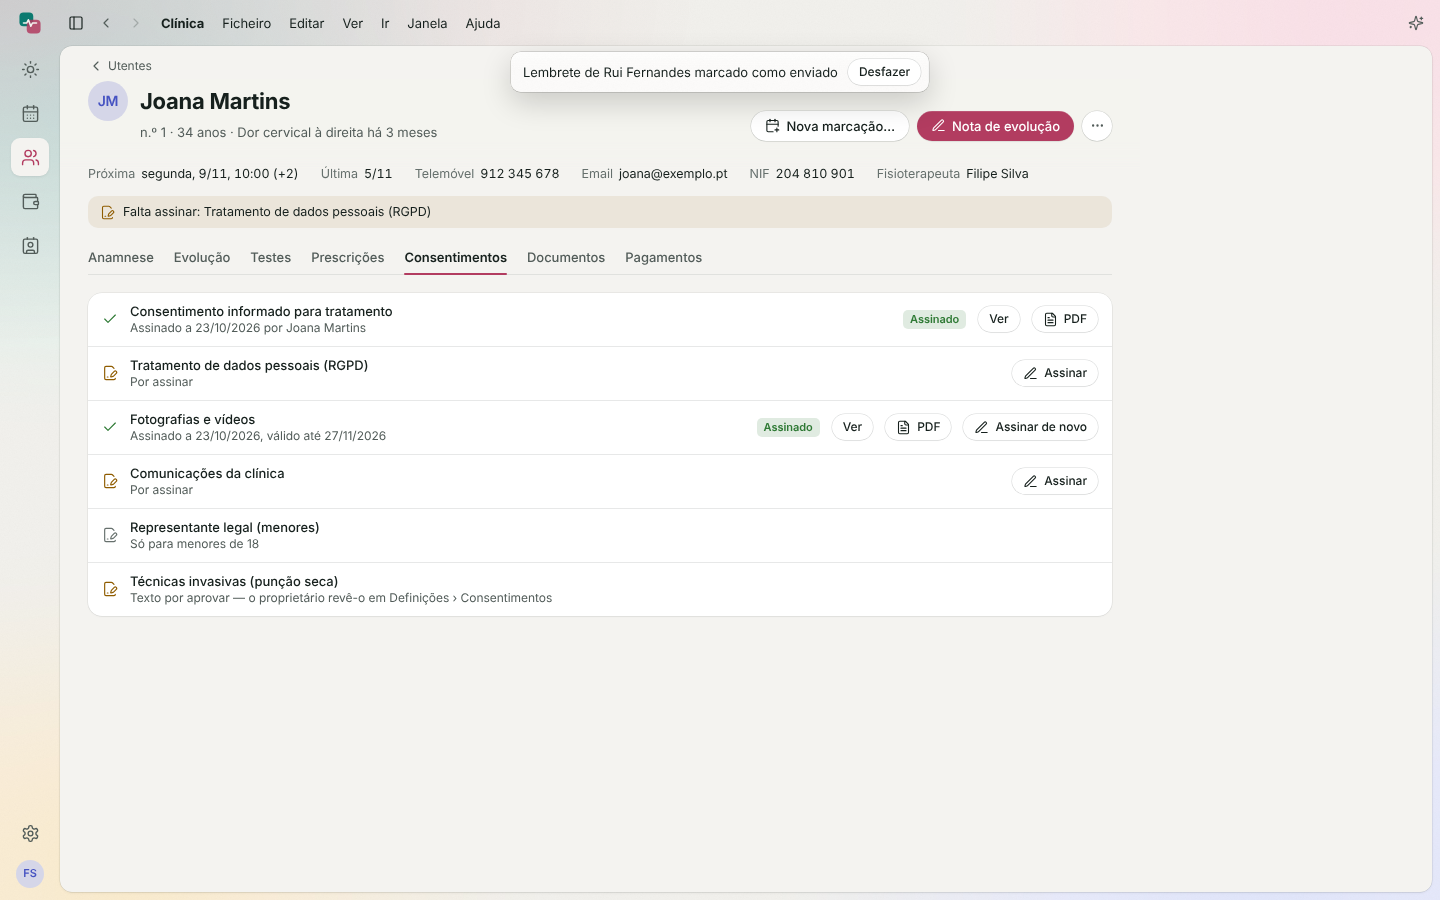 Clínica Ficheiro Editar Ver Ir Janela Ajuda
Utentes
Lembrete de Rui Fernandes marcado como enviado Desfazer
JM Joana Martins
n.º 1 · 34 anos · Dor cervical à direita há 3 meses
Nova marcação... Nota de evolução
Próxima segunda, 9/11, 10:00 (+2) Última 5/11 Telemóvel 912 345 678 Email joana@exemplo.pt NIF 204 810 901 Fisioterapeuta Filipe Silva
Falta assinar: Tratamento de dados pessoais (RGPD)
Anamnese Evolução Testes Prescrições Consentimentos Documentos Pagamentos
Consentimento informado para tratamento
Assinado a 23/10/2026 por Joana Martins
Assinado Ver PDF
Tratamento de dados pessoais (RGPD)
Por assinar
Assinar
Fotografias e vídeos
Assinado a 23/10/2026, válido até 27/11/2026
Assinado Ver PDF Assinar de novo
Comunicações da clínica
Por assinar
Assinar
Representante legal (menores)
Só para menores de 18
Técnicas invasivas (punção seca)
Texto por aprovar — o proprietário revê-o em Definições › Consentimentos
FS